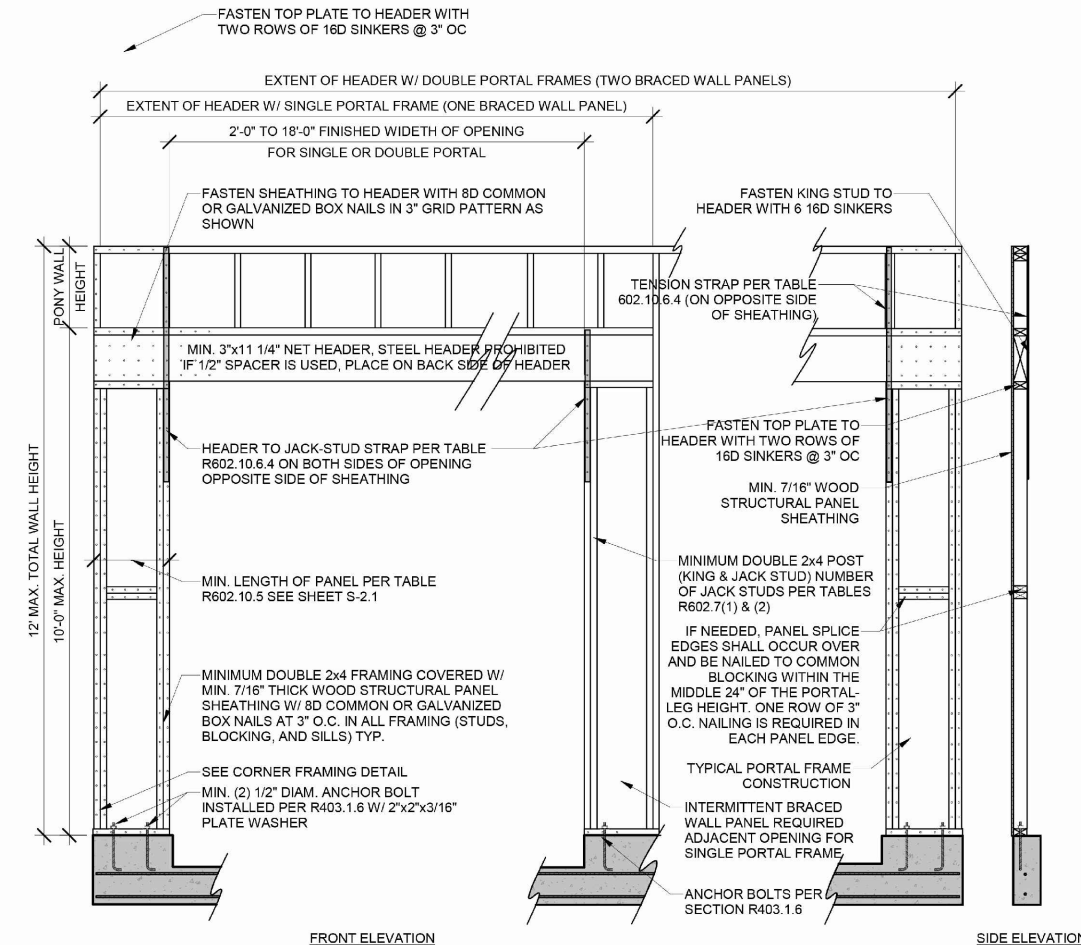 FASTEN TOP PLATE TO HEADER WITH
TWO ROWS OF 16D SINKERS @ 3" OC
EXTENT OF HEADER W/ DOUBLE PORTAL FRAMES (TWO BRACED WALL PANELS)
EXTENT OF HEADER W/ SINGLE PORTAL FRAME (ONE BRACED WALL PANEL)
2'-0" TO 18'-0" FINISHED WIDETH OF OPENING
FOR SINGLE OR DOUBLE PORTAL
FASTEN SHEATHING TO HEADER WITH 8D COMMON
OR GALVANIZED BOX NAILS IN 3" GRID PATTERN AS
SHOWN
FASTEN KING STUD TO
HEADER WITH 6 16D SINKERS
PONY WALL
HEIGHT
TENSION STRAP PER TABLE
602.10.6.4 (ON OPPOSITE SIDE
OF SHEATHING)
MIN. 3"x11 1/4" NET HEADER, STEEL HEADER PROHIBITED
IF 1/2" SPACER IS USED, PLACE ON BACK SIDE OF HEADER
12' MAX. TOTAL WALL HEIGHT
10'-0" MAX. HEIGHT
HEADER TO JACK-STUD STRAP PER TABLE
R602.10.6.4 ON BOTH SIDES OF OPENING
OPPOSITE SIDE OF SHEATHING
FASTEN TOP PLATE TO
HEADER WITH TWO ROWS OF
16D SINKERS @ 3" OC
MIN. 7/16" WOOD
STRUCTURAL PANEL
SHEATHING
MIN. LENGTH OF PANEL PER TABLE
R602.10.5 SEE SHEET S-2.1
MINIMUM DOUBLE 2x4 POST
(KING & JACK STUD) NUMBER
OF JACK STUDS PER TABLES
R602.7(1) & (2)
IF NEEDED, PANEL SPLICE
EDGES SHALL OCCUR OVER
AND BE NAILED TO COMMON
BLOCKING WITHIN THE
MIDDLE 24" OF THE PORTAL-
LEG HEIGHT. ONE ROW OF 3"
O.C. NAILING IS REQUIRED IN
EACH PANEL EDGE.
MINIMUM DOUBLE 2x4 FRAMING COVERED W/
MIN. 7/16" THICK WOOD STRUCTURAL PANEL
SHEATHING W/ 8D COMMON OR GALVANIZED
BOX NAILS AT 3" O.C. IN ALL FRAMING (STUDS,
BLOCKING, AND SILLS) TYP.
SEE CORNER FRAMING DETAIL
MIN. (2) 1/2" DIAM. ANCHOR BOLT
INSTALLED PER R403.1.6 W/ 2"x2"x3/16"
PLATE WASHER
TYPICAL PORTAL FRAME
CONSTRUCTION
INTERMITTENT BRACED
WALL PANEL REQUIRED
ADJACENT OPENING FOR
SINGLE PORTAL FRAME
ANCHOR BOLTS PER
SECTION R403.1.6
FRONT ELEVATION
SIDE ELEVATION